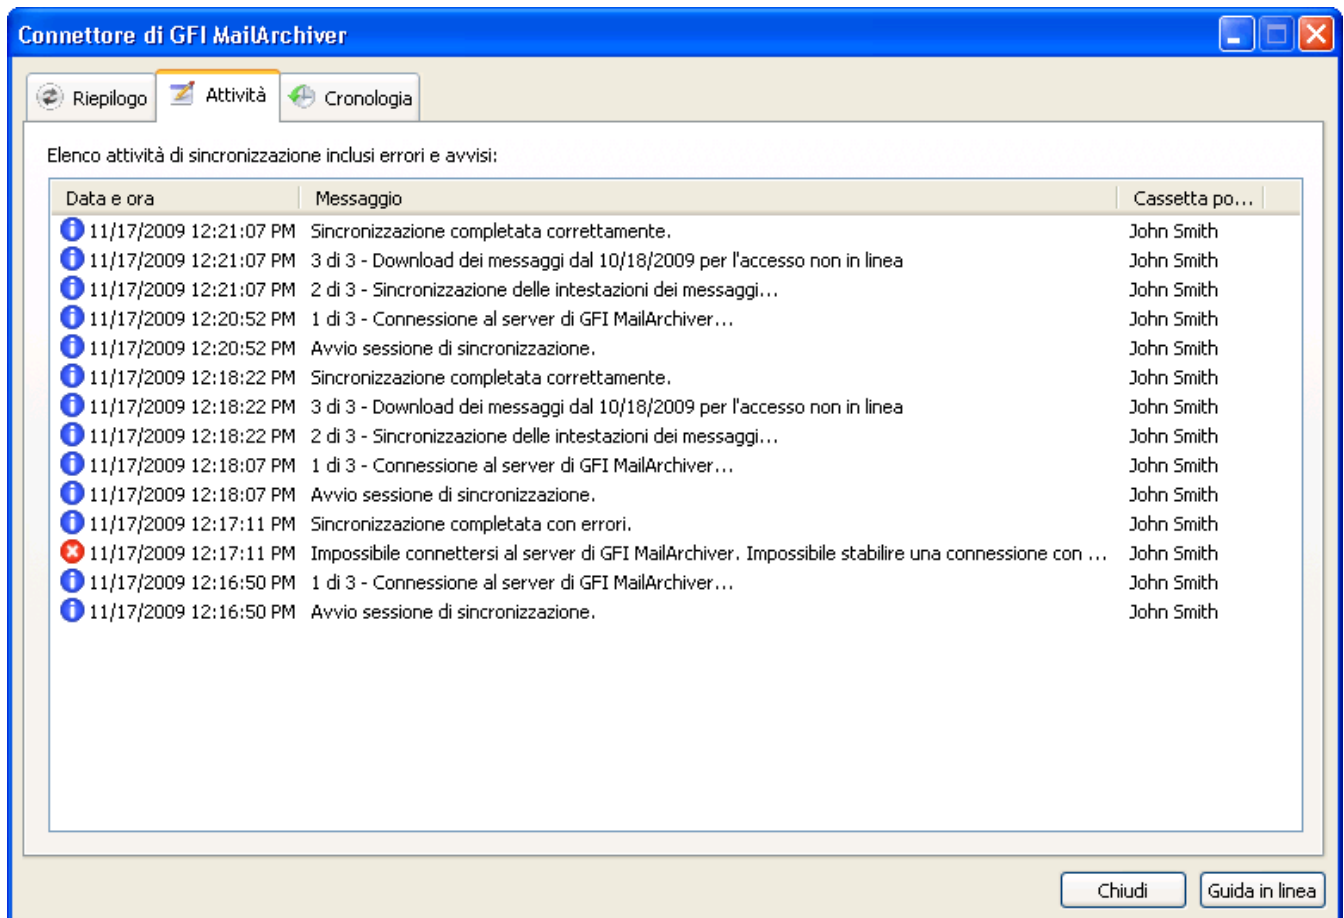 Connettore di GFI MailArchiver
Riepilogo Attività Cronologia
Elenco attività di sincronizzazione inclusi errori e avvisi:
Data e ora Messaggio Cassetta po...
11/17/2009 12:21:07 PM Sincronizzazione completata correttamente. John Smith
11/17/2009 12:21:07 PM 3 di 3 - Download dei messaggi dal 10/18/2009 per l'accesso non in linea John Smith
11/17/2009 12:21:07 PM 2 di 3 - Sincronizzazione delle intestazioni dei messaggi... John Smith
11/17/2009 12:20:52 PM 1 di 3 - Connessione al server di GFI MailArchiver... John Smith
11/17/2009 12:20:52 PM Avvio sessione di sincronizzazione. John Smith
11/17/2009 12:18:22 PM Sincronizzazione completata correttamente. John Smith
11/17/2009 12:18:22 PM 3 di 3 - Download dei messaggi dal 10/18/2009 per l'accesso non in linea John Smith
11/17/2009 12:18:22 PM 2 di 3 - Sincronizzazione delle intestazioni dei messaggi... John Smith
11/17/2009 12:18:07 PM 1 di 3 - Connessione al server di GFI MailArchiver... John Smith
11/17/2009 12:18:07 PM Avvio sessione di sincronizzazione. John Smith
11/17/2009 12:17:11 PM Sincronizzazione completata con errori. John Smith
11/17/2009 12:17:11 PM Impossibile connettersi al server di GFI MailArchiver. Impossibile stabilire una connessione con ... John Smith
11/17/2009 12:16:50 PM 1 di 3 - Connessione al server di GFI MailArchiver... John Smith
11/17/2009 12:16:50 PM Avvio sessione di sincronizzazione. John Smith
Chiudi Guida in linea